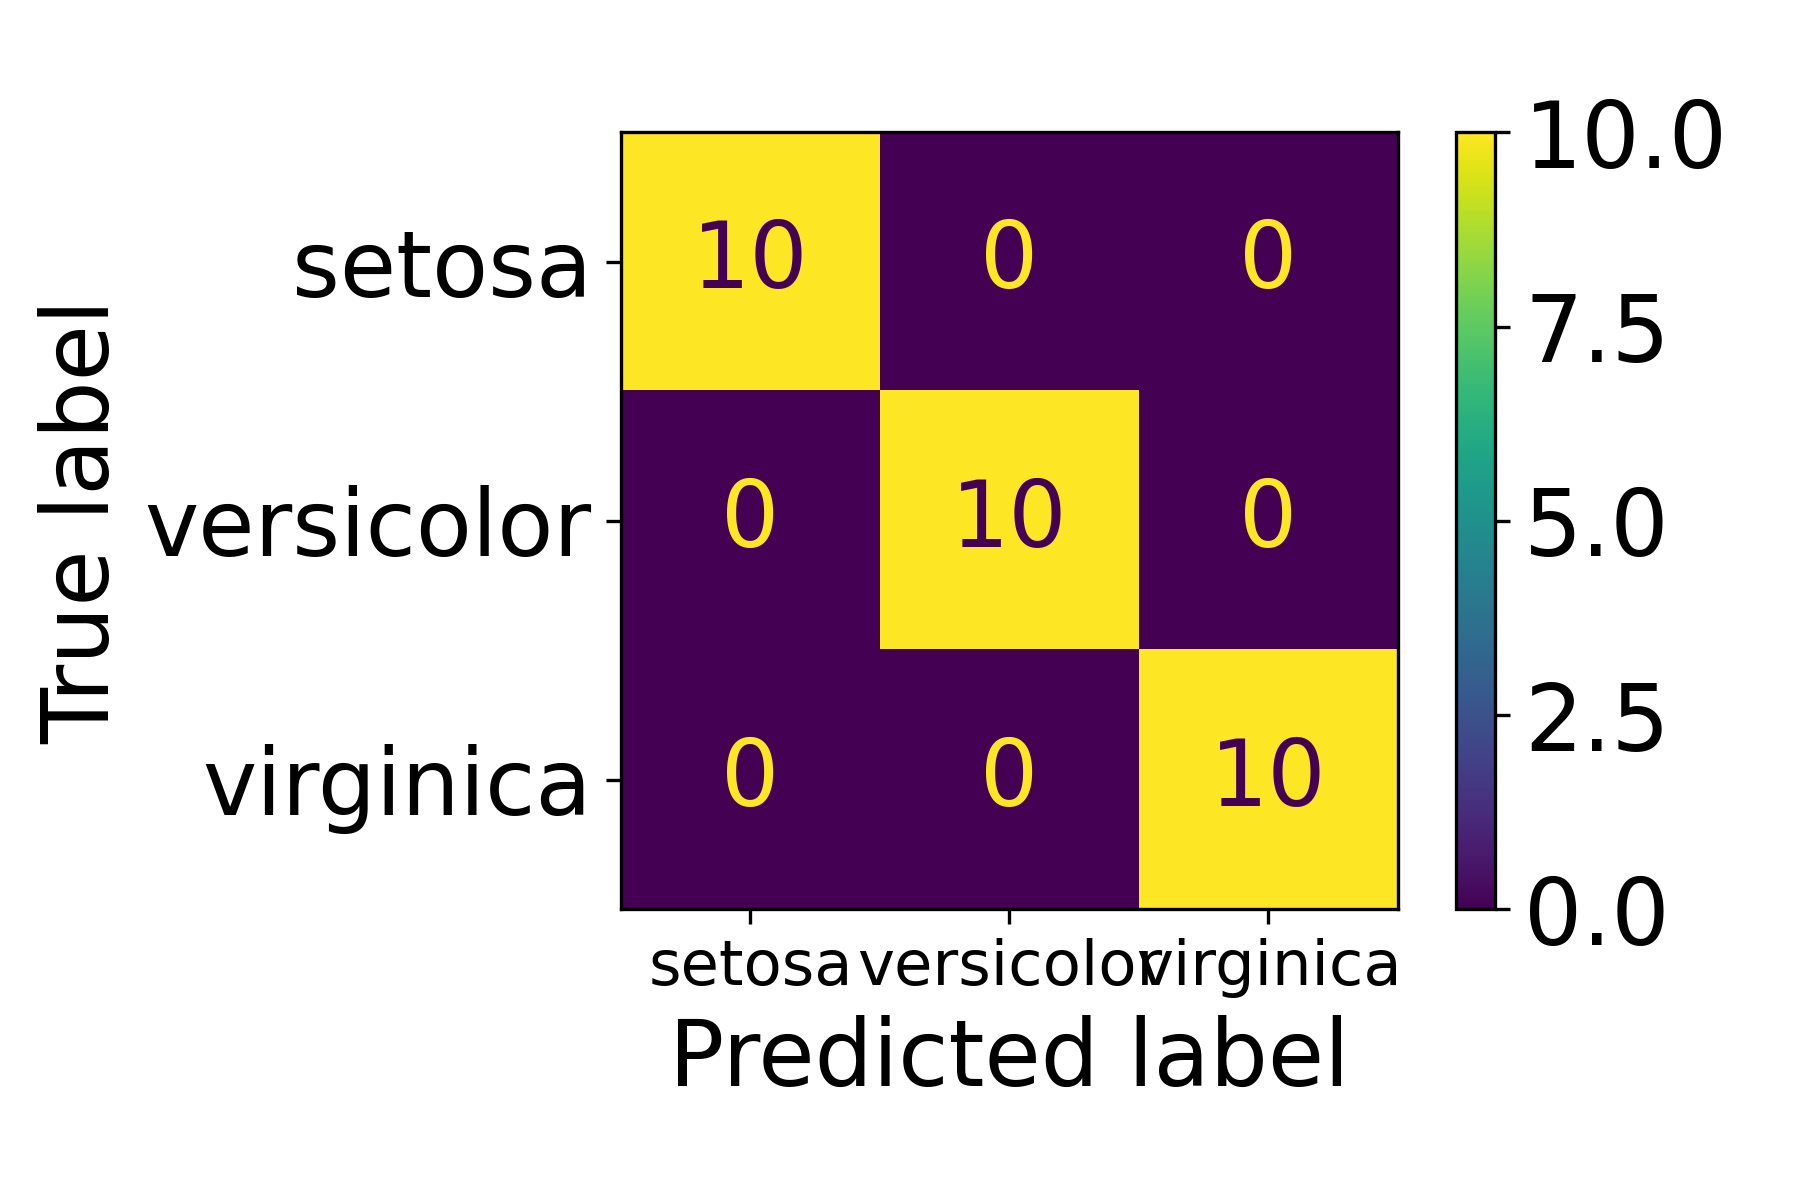 True label
setosa
versicolor
virginica
10 0 0
0 10 0
0 0 10
setosa versicolor virginica
Predicted label
10.0
7.5
5.0
2.5
0.0